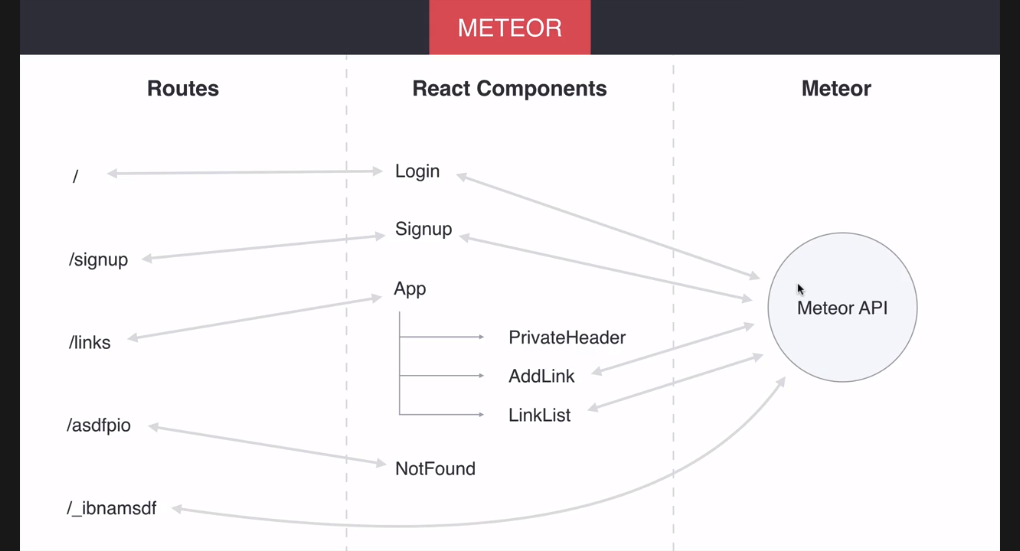 METEOR
Routes
React Components
Meteor
/
Login
/signup
Signup
/links
App
PrivateHeader
AddLink
LinkList
Meteor API
/asdfpio
NotFound
/_ibnamsdf